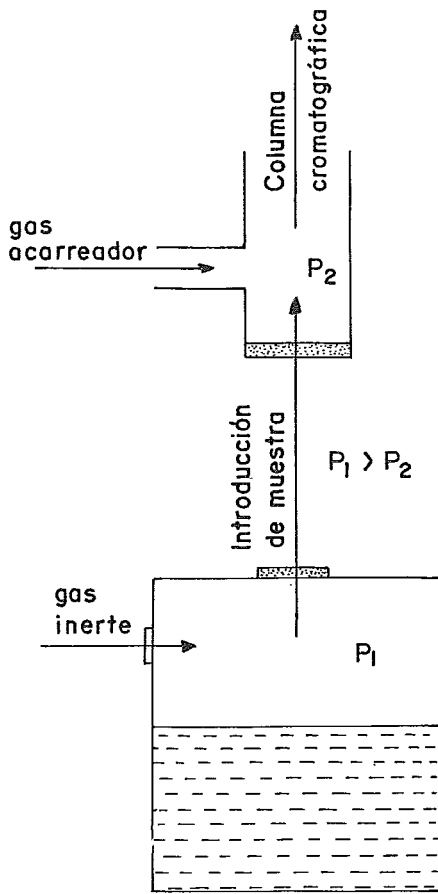 Columna
cromatográfica
gas
acarreador
P2
Introducción
de muestra
P1 > P2
gas
inerte
P1